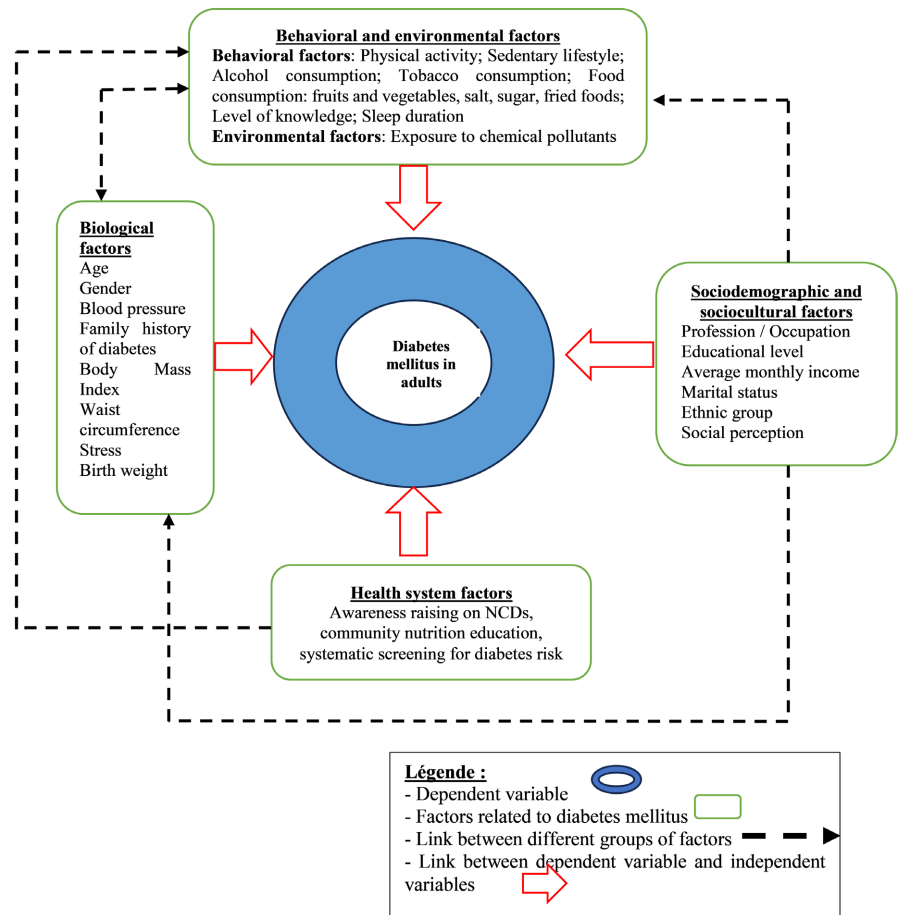 Behavioral and environmental factors
Behavioral factors: Physical activity; Sedentary lifestyle;
Alcohol consumption; Tobacco consumption; Food
consumption: fruits and vegetables, salt, sugar, fried foods;
Level of knowledge; Sleep duration
Environmental factors: Exposure to chemical pollutants
Biological
factors
Age
Gender
Blood pressure
Family history
of diabetes
Body Mass
Index
Waist
circumference
Stress
Birth weight
Diabetes
mellitus in
adults
Sociodemographic and
sociocultural factors
Profession / Occupation
Educational level
Average monthly income
Marital status
Ethnic group
Social perception
Health system factors
Awareness raising on NCDs,
community nutrition education,
systematic screening for diabetes risk
Légende :
- Dependent variable
- Factors related to diabetes mellitus
- Link between different groups of factors
- Link between dependent variable and independent
variables